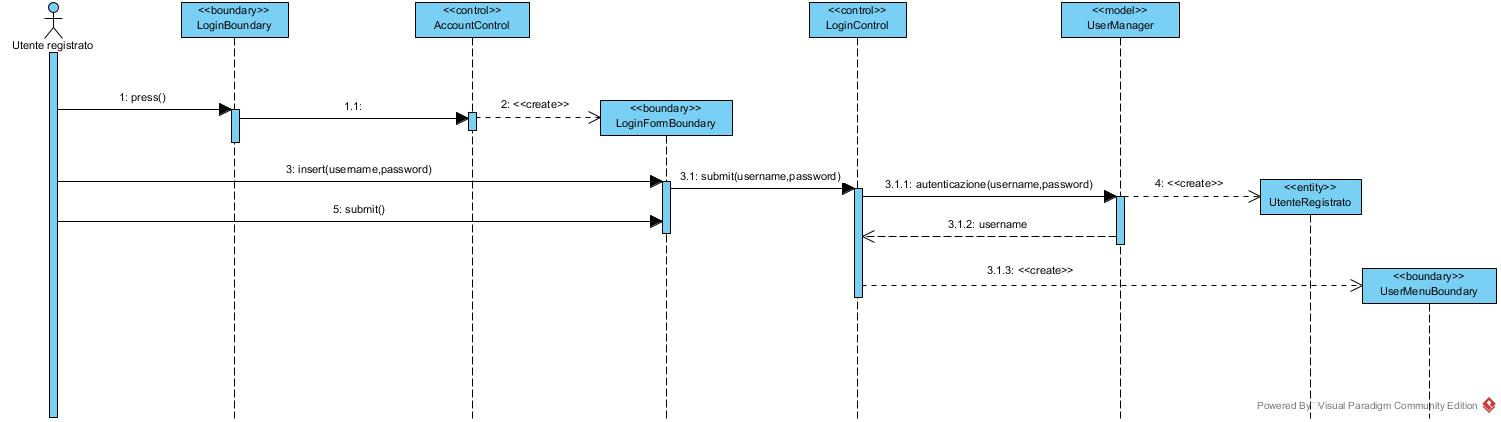 <<boundary>>
LoginBoundary
<<control>>
AccountControl
<<control>>
LoginControl
<<model>>
UserManager
Utente registrato
1: press()
1.1:
2: <<create>>
<<boundary>>
LoginFormBoundary
3: insert(username,password)
3.1: submit(username,password)
3.1.1: autenticazione(username,password)
4: <<create>>
<<entity>>
UtenteRegistrato
5: submit()
3.1.2: username
3.1.3: <<create>>
<<boundary>>
UserMenuBoundary
Powered By Visual Paradigm Community Edition